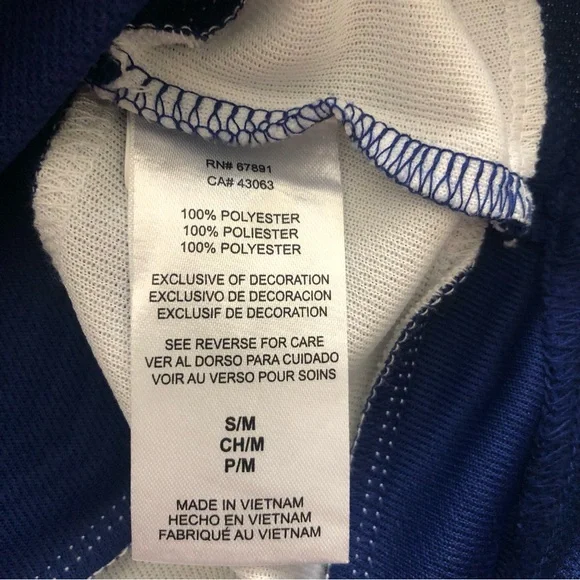 RN# 67891
CA# 43063
100% POLYESTER
100% POLIESTER
100% POLYESTER
EXCLUSIVE OF DECORATION
EXCLUSIVO DE DECORACION
EXCLUSIF DE DECORATION
SEE REVERSE FOR CARE
VER AL DORSO PARA CUIDADO
VOIR AU VERSO POUR SOINS
S/M
CH/M
P/M
MADE IN VIETNAM
HECHO EN VIETNAM
FABRIQUÉ AU VIETNAM